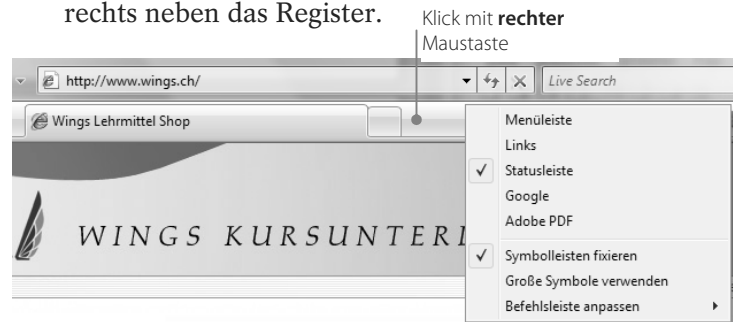 rechts neben das Register.
Klick mit rechter
Maustaste
http://www.wings.ch/
Live Search
Wings Lehrmittel Shop
WINGS KURSUNTER
Menüleiste
Links
Statusleiste
Google
Adobe PDF
Symbolleisten fixieren
Große Symbole verwenden
Befehlsleiste anpassen